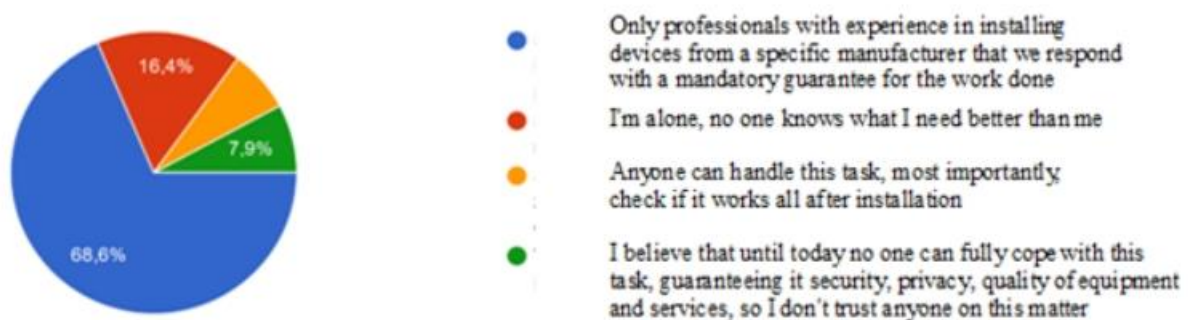 16,4%
7,9%
68,6%
Only professionals with experience in installing
devices from a specific manufacturer that we respond
with a mandatory guarantee for the work done
I'm alone, no one knows what I need better than me
Anyone can handle this task, most importantly,
check if it works all after installation
I believe that until today no one can fully cope with this
task, guaranteeing it security, privacy, quality of equipment
and services, so I don't trust anyone on this matter